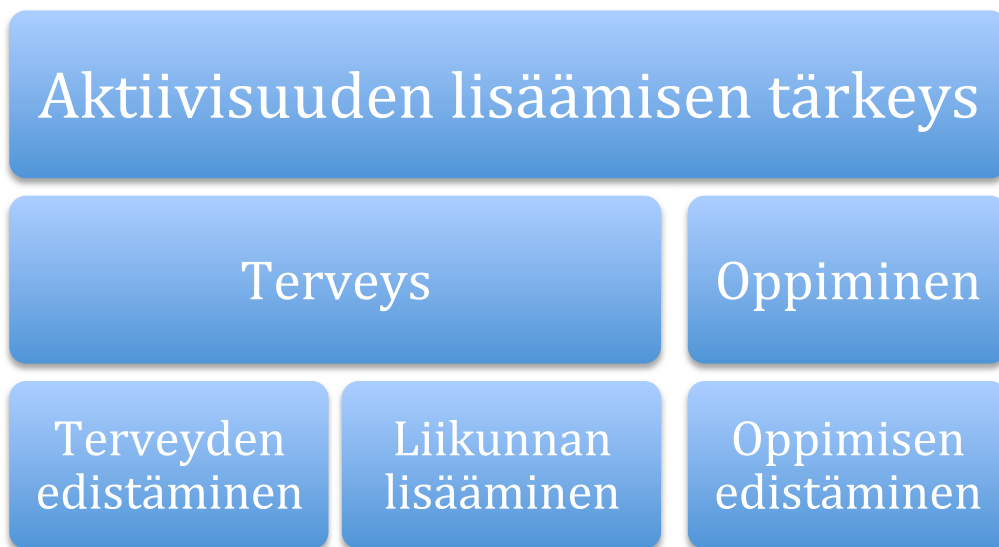 Aktiivisuuden lisäämisen tärkeys
Terveys
Oppiminen
Terveyden
edistäminen
Liikunnan
lisääminen
Oppimisen
edistäminen